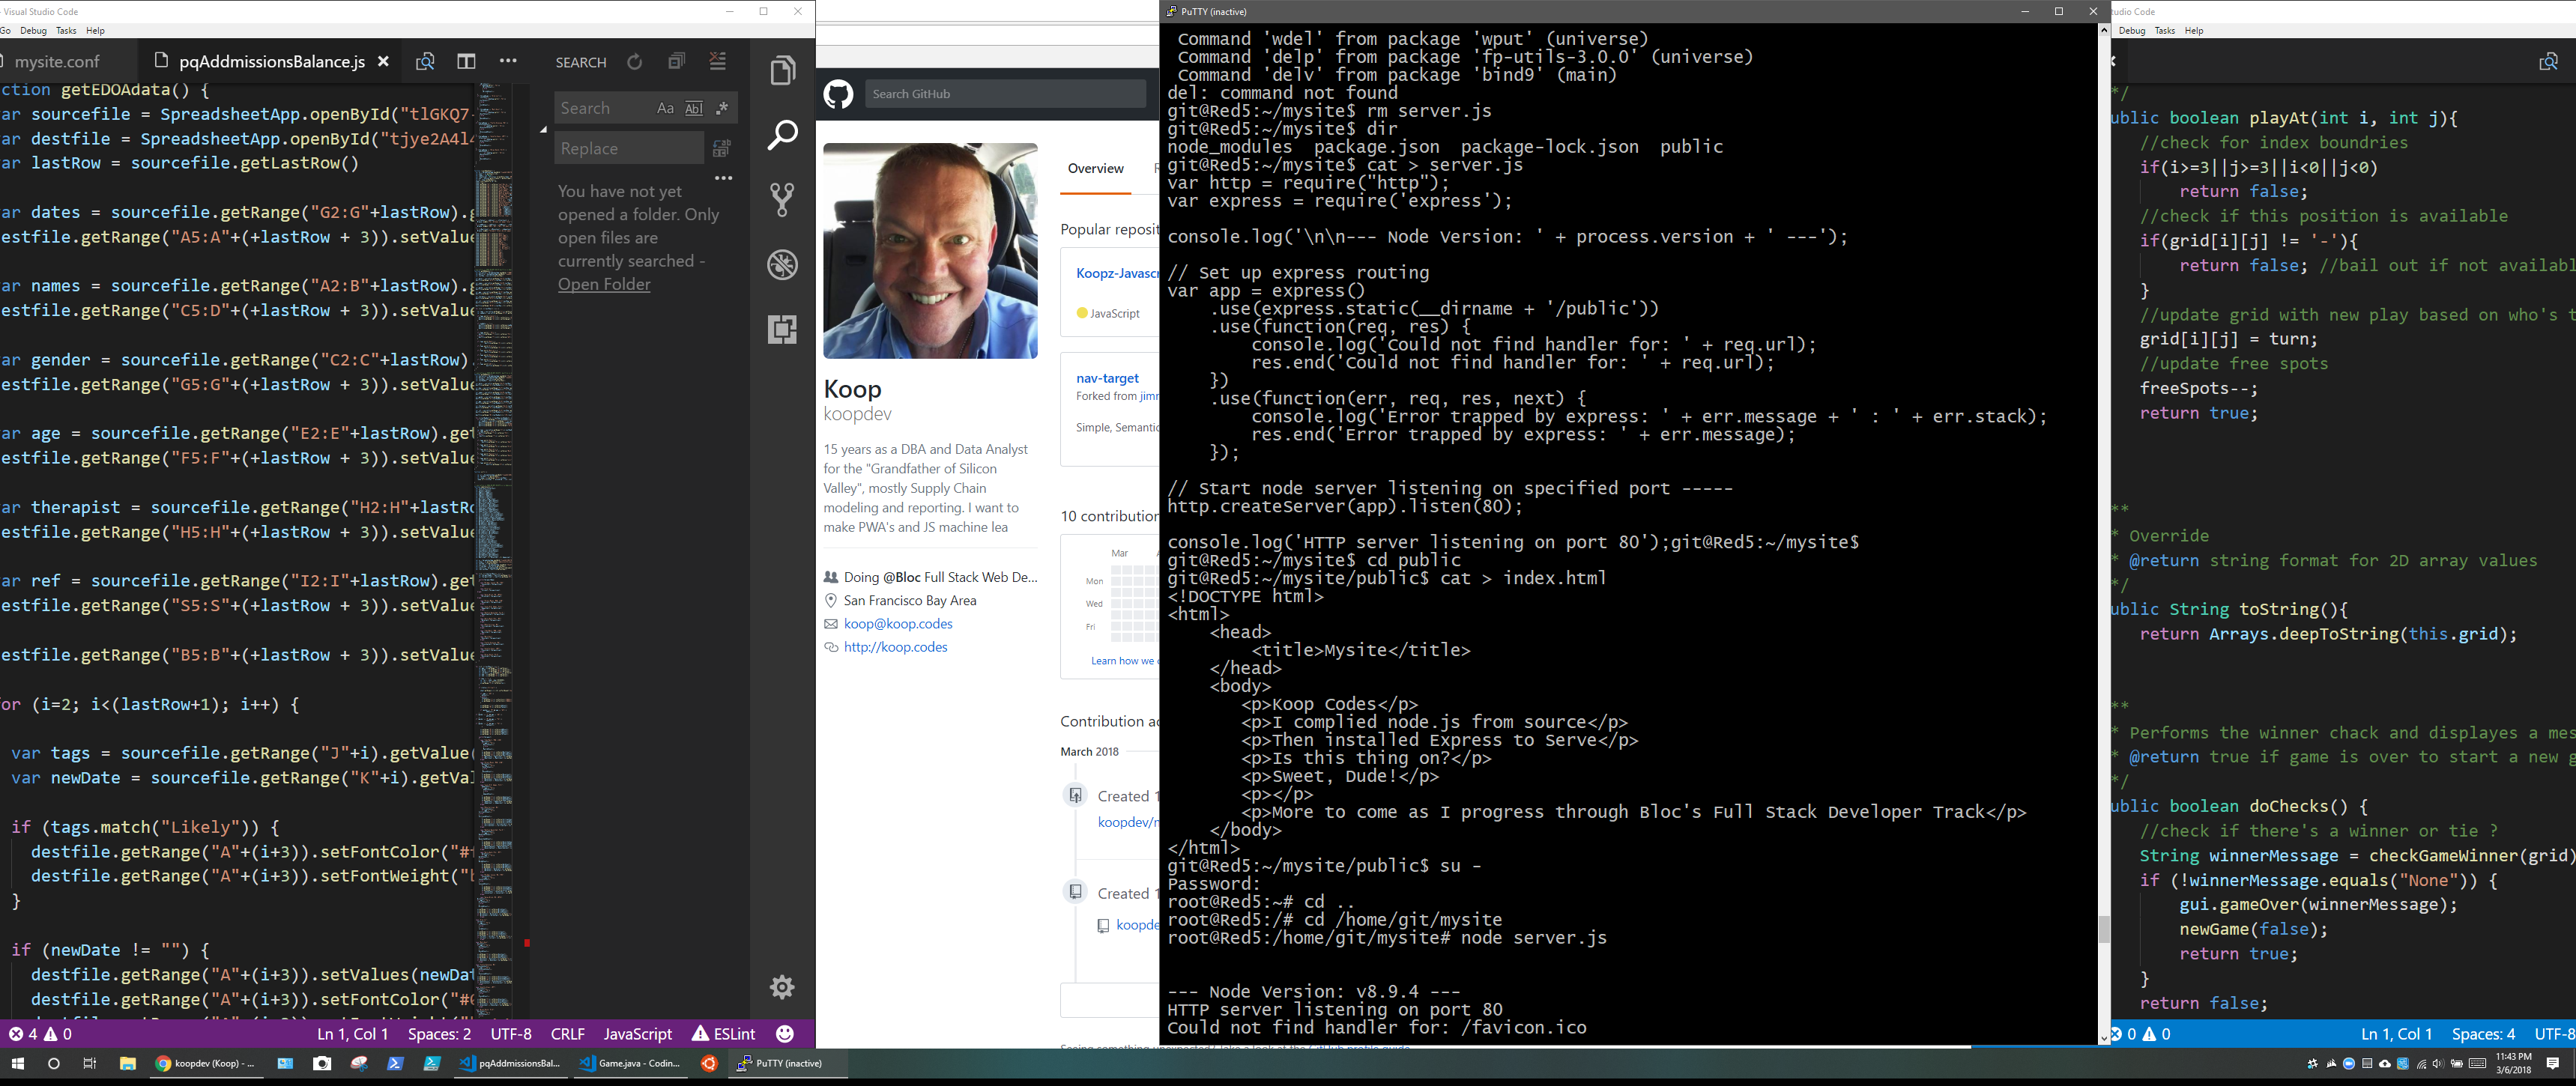 Visual Studio Code
Go Debug Tasks Help
mysite.conf
pqAddmissionsBalance.js
ction getEDOAdata() {
ar sourcefile = SpreadsheetApp.openById("tlGKQ7-
ar destfile = SpreadsheetApp.openById("tjye2A4l4
ar lastRow = sourcefile.getLastRow()
ar dates = sourcefile.getRange("G2:G"+lastRow).g
estfile.getRange("A5:A"+(+lastRow + 3)).setValue
ar names = sourcefile.getRange("A2:B"+lastRow).g
estfile.getRange("C5:D"+(+lastRow + 3)).setValue
ar gender = sourcefile.getRange("C2:C"+lastRow).
estfile.getRange("G5:G"+(+lastRow + 3)).setValue
ar age = sourcefile.getRange("E2:E"+lastRow).get
estfile.getRange("F5:F"+(+lastRow + 3)).setValue
ar therapist = sourcefile.getRange("H2:H"+lastRo
estfile.getRange("H5:H"+(+lastRow + 3)).setValue
ar ref = sourcefile.getRange("I2:I"+lastRow).get
estfile.getRange("S5:S"+(+lastRow + 3)).setValue
estfile.getRange("B5:B"+(+lastRow + 3)).setValue
or (i=2; i<(lastRow+1); i++) {
var tags = sourcefile.getRange("J"+i).getValue(
var newDate = sourcefile.getRange("K"+i).getVal
if (tags.match("Likely")) {
destfile.getRange("A"+(i+3)).setFontColor("#
destfile.getRange("A"+(i+3)).setFontWeight("b
}
if (newDate != "") {
destfile.getRange("A"+(i+3)).setValues(newDat
destfile.getRange("A"+(i+3)).setFontColor("#
4 0
Ln 1, Col 1 Spaces: 2 UTF-8 CRLF JavaScript ESLint
SEARCH
Search Aa Abl .*
Replace
You have not yet
opened a folder. Only
open files are
currently searched -
Open Folder
Search GitHub
Koop
koopdev
15 years as a DBA and Data Analyst
for the "Grandfather of Silicon
Valley", mostly Supply Chain
modeling and reporting. I want to
make PWA's and JS machine lea
Doing @Bloc Full Stack Web De...
San Francisco Bay Area
koop@koop.codes
http://koop.codes
Overview
Popular reposit
Koopz-Javascr
JavaScript
nav-target
Forked from jimr
Simple, Semantic
10 contribution
Mar
Mon
Wed
Fri
Learn how we c
Contribution ac
March 2018
Created 1
koopdev/
Created 1
koopde
PuTTY (inactive)
Command 'wdel' from package 'wput' (universe)
Command 'delp' from package 'fp-utils-3.0.0' (universe)
Command 'delv' from package 'bind9' (main)
del: command not found
git@Red5:~/mysite$ rm server.js
git@Red5:~/mysite$ dir
node_modules package.json package-lock.json public
git@Red5:~/mysite$ cat > server.js
var http = require("http");
var express = require('express');
console.log('\n\n--- Node Version: ' + process.version + ' ---');
// Set up express routing
var app = express()
.use(express.static(__dirname + '/public'))
.use(function(req, res) {
console.log('Could not find handler for: ' + req.url);
res.end('Could not find handler for: ' + req.url);
})
.use(function(err, req, res, next) {
console.log('Error trapped by express: ' + err.message + ' : ' + err.stack);
res.end('Error trapped by express: ' + err.message);
});
// Start node server listening on specified port -----
http.createServer(app).listen(80);
console.log('HTTP server listening on port 80');git@Red5:~/mysite$
git@Red5:~/mysite$ cd public
git@Red5:~/mysite/public$ cat > index.html
<!DOCTYPE html>
<html>
<head>
<title>Mysite</title>
</head>
<body>
<p>Koop Codes</p>
<p>I complied node.js from source</p>
<p>Then installed Express to Serve</p>
<p>Is this thing on?</p>
<p>Sweet, Dude!</p>
<p></p>
<p>More to come as I progress through Bloc's Full Stack Developer Track</p>
</body>
</html>
git@Red5:~/mysite/public$ su -
Password:
root@Red5:~# cd ..
root@Red5:/# cd /home/git/mysite
root@Red5:/home/git/mysite# node server.js
--- Node Version: v8.9.4 ---
HTTP server listening on port 80
Could not find handler for: /favicon.ico
tudio Code
Debug Tasks Help
*/
ublic boolean playAt(int i, int j){
//check for index boundries
if(i>=3||j>=3||i<0||j<0)
return false;
//check if this position is available
if(grid[i][j] != '-'){
return false; //bail out if not availabl
}
//update grid with new play based on who's t
grid[i][j] = turn;
//update free spots
freeSpots--;
return true;
**
* Override
* @return string format for 2D array values
*/
ublic String toString(){
return Arrays.deepToString(this.grid);
**
* Performs the winner chack and displayes a mes
* @return true if game is over to start a new g
*/
ublic boolean doChecks() {
//check if there's a winner or tie ?
String winnerMessage = checkGameWinner(grid)
if (!winnerMessage.equals("None")) {
gui.gameOver(winnerMessage);
newGame(false);
return true;
}
return false;
0 0
Ln 1, Col 1 Spaces: 4 UTF-8
koopdev (Koop) - ...
pqAddmissionsBal...
Game.java - Codin...
PuTTY (inactive)
11:43 PM
3/6/2018